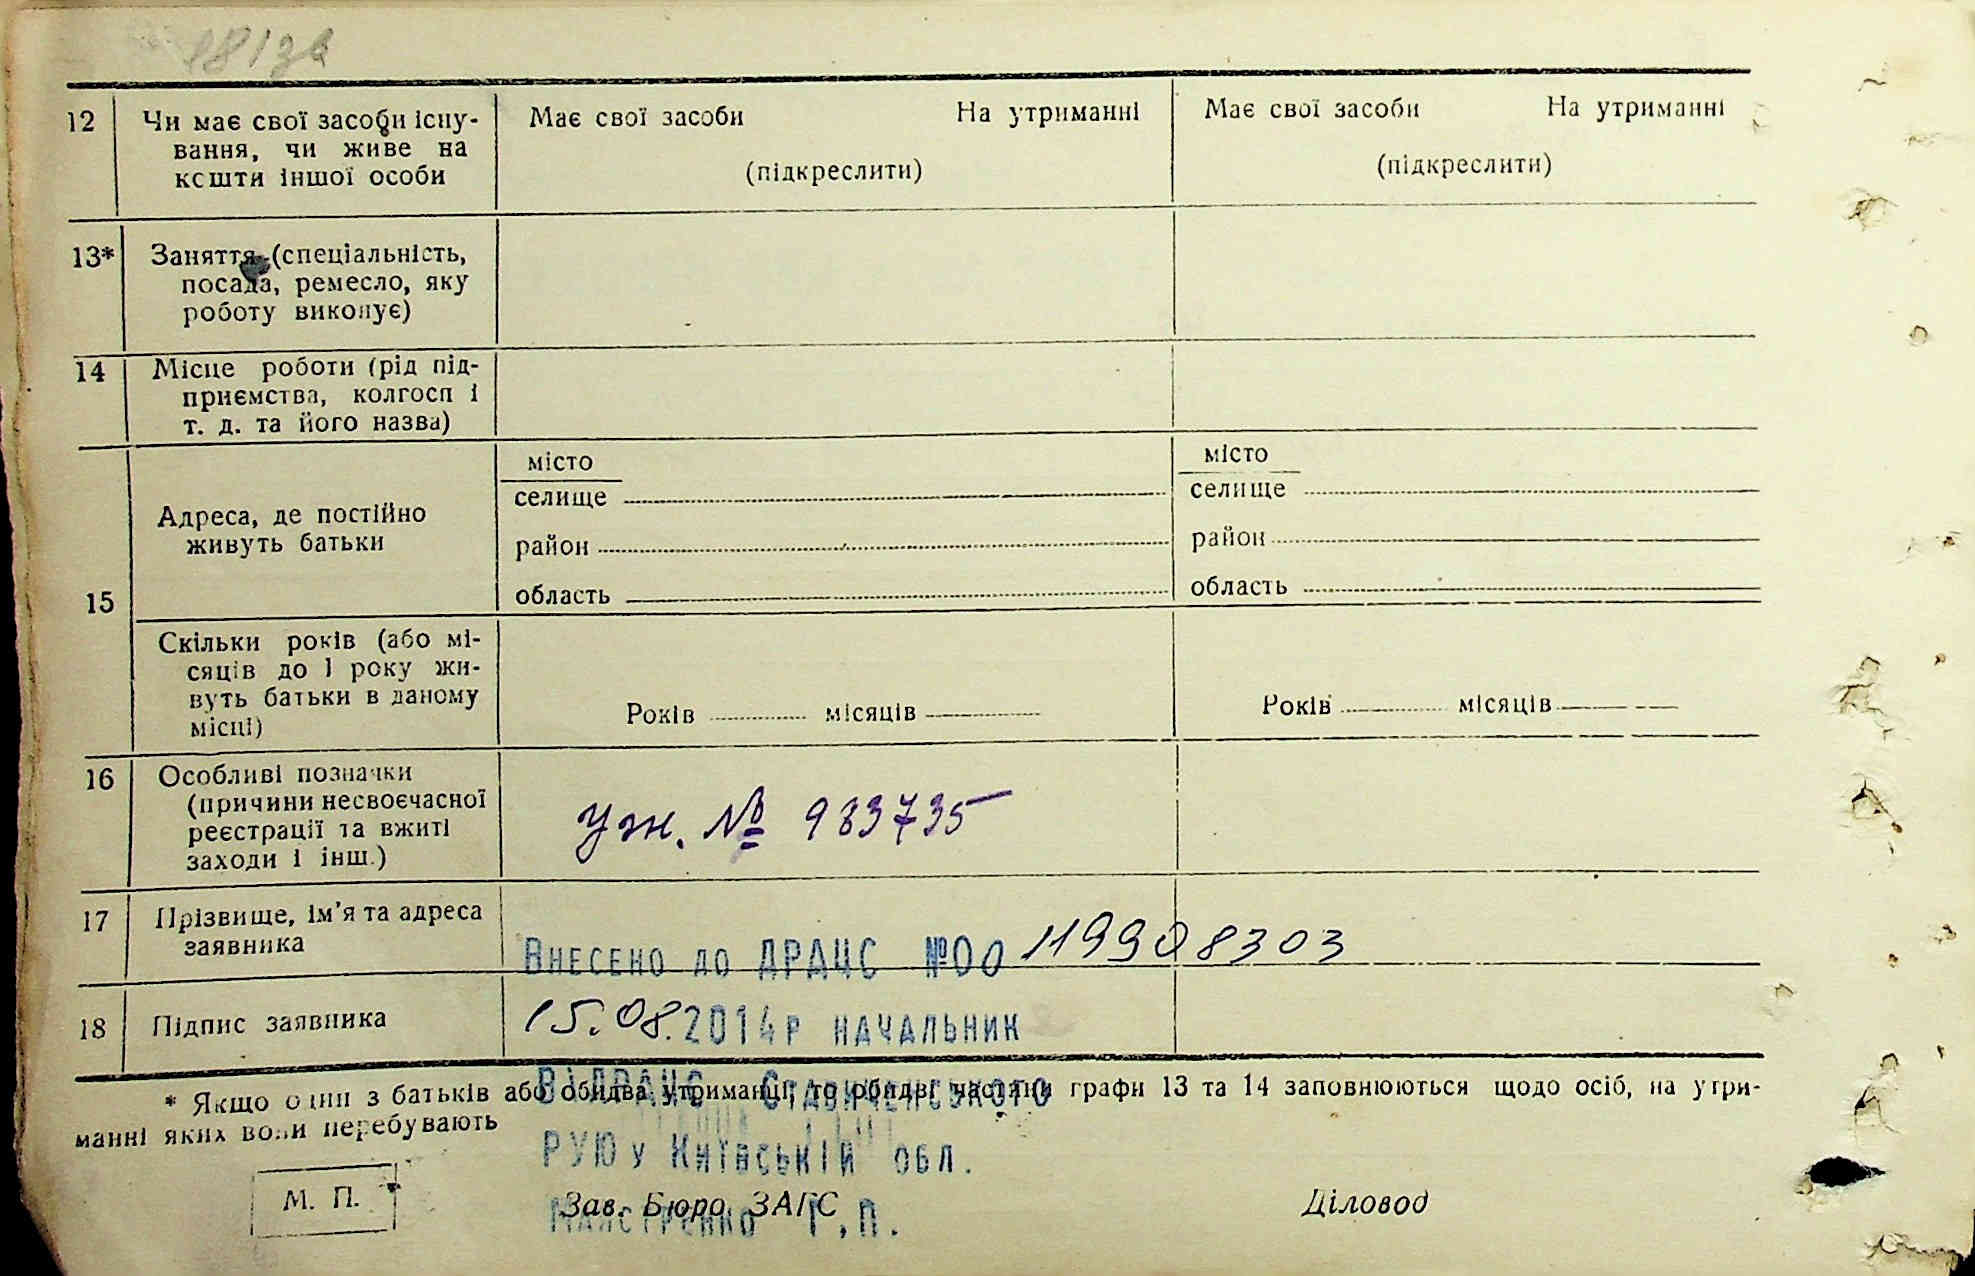 12 Чи має свої засоби існу-
вання, чи живе на
кошти іншої особи
Має свої засоби На утриманні
(підкреслити)
Має свої засоби На утриманні
(підкреслити)
13* Заняття (спеціальність,
посада, ремесло, яку
роботу виконує)
14 Місце роботи (рід під-
приємства, колгосп і
т. д. та його назва)
15
Адреса, де постійно
живуть батьки
місто
селище
район
область
місто
селище
район
область
Скільки років (або мі-
сяців до 1 року жи-
вуть батьки в даному
місці)
Років місяців
Років місяців
16 Особливі позначки
(причини несвоєчасної
реєстрації та вжиті
заходи і інш.)
№ 983735
17 Прізвище, ім'я та адреса
заявника
Внесено до ДРАЦС №00119908303
18 Підпис заявника
15.08.2014р начальник
ВДРАЦС Ставищенського
* Якщо один з батьків або обидва утриманці, то обидві частини графи 13 та 14 заповнюються щодо осіб, на утри-
манні яких вони перебувають
РУЮ у Київській обл.
М. П.
Зав. Бюро ЗАГС Діловод
Майстренко Г.П.